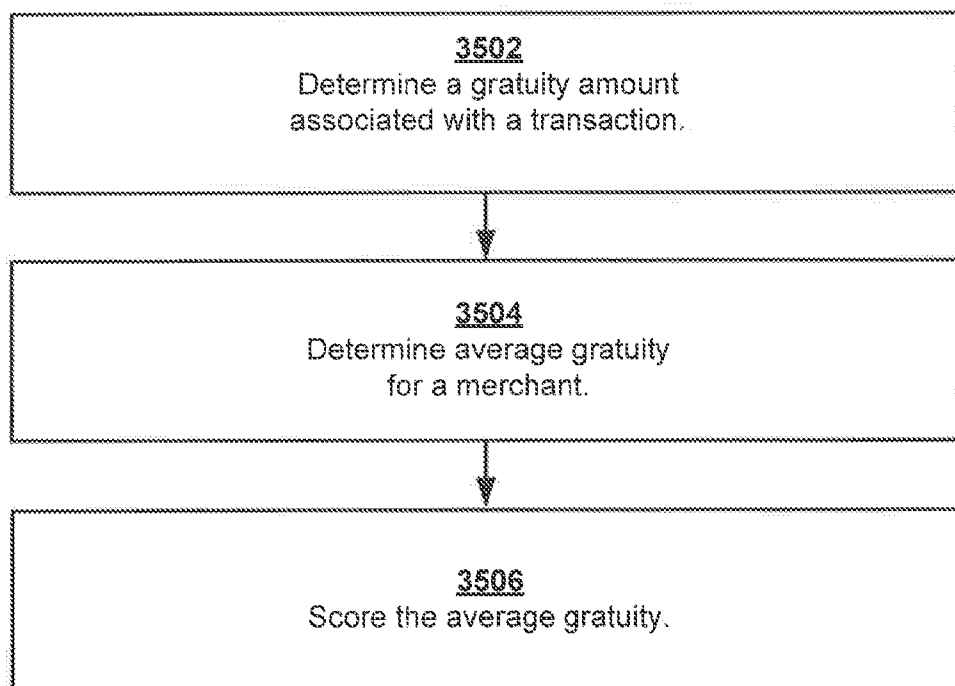 3502
Determine a gratuity amount
associated with a transaction.
3504
Determine average gratuity
for a merchant.
3506
Score the average gratuity.